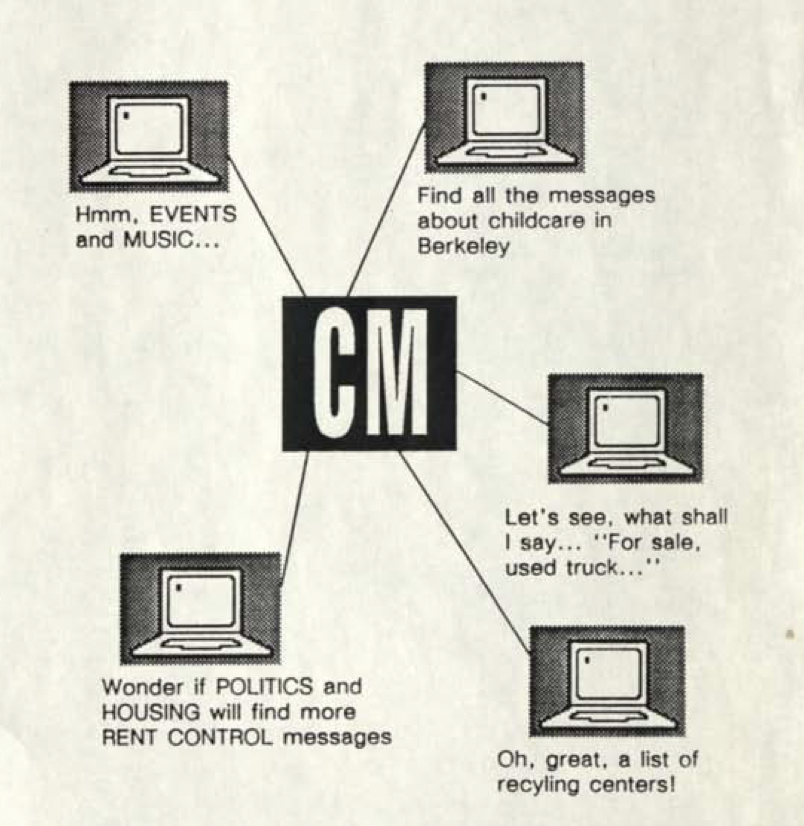 Hmm, EVENTS
and MUSIC...
Find all the messages
about childcare in
Berkeley
CM
Let's see, what shall
I say... ''For sale,
used truck...''
Wonder if POLITICS and
HOUSING will find more
RENT CONTROL messages
Oh, great, a list of
recyling centers!